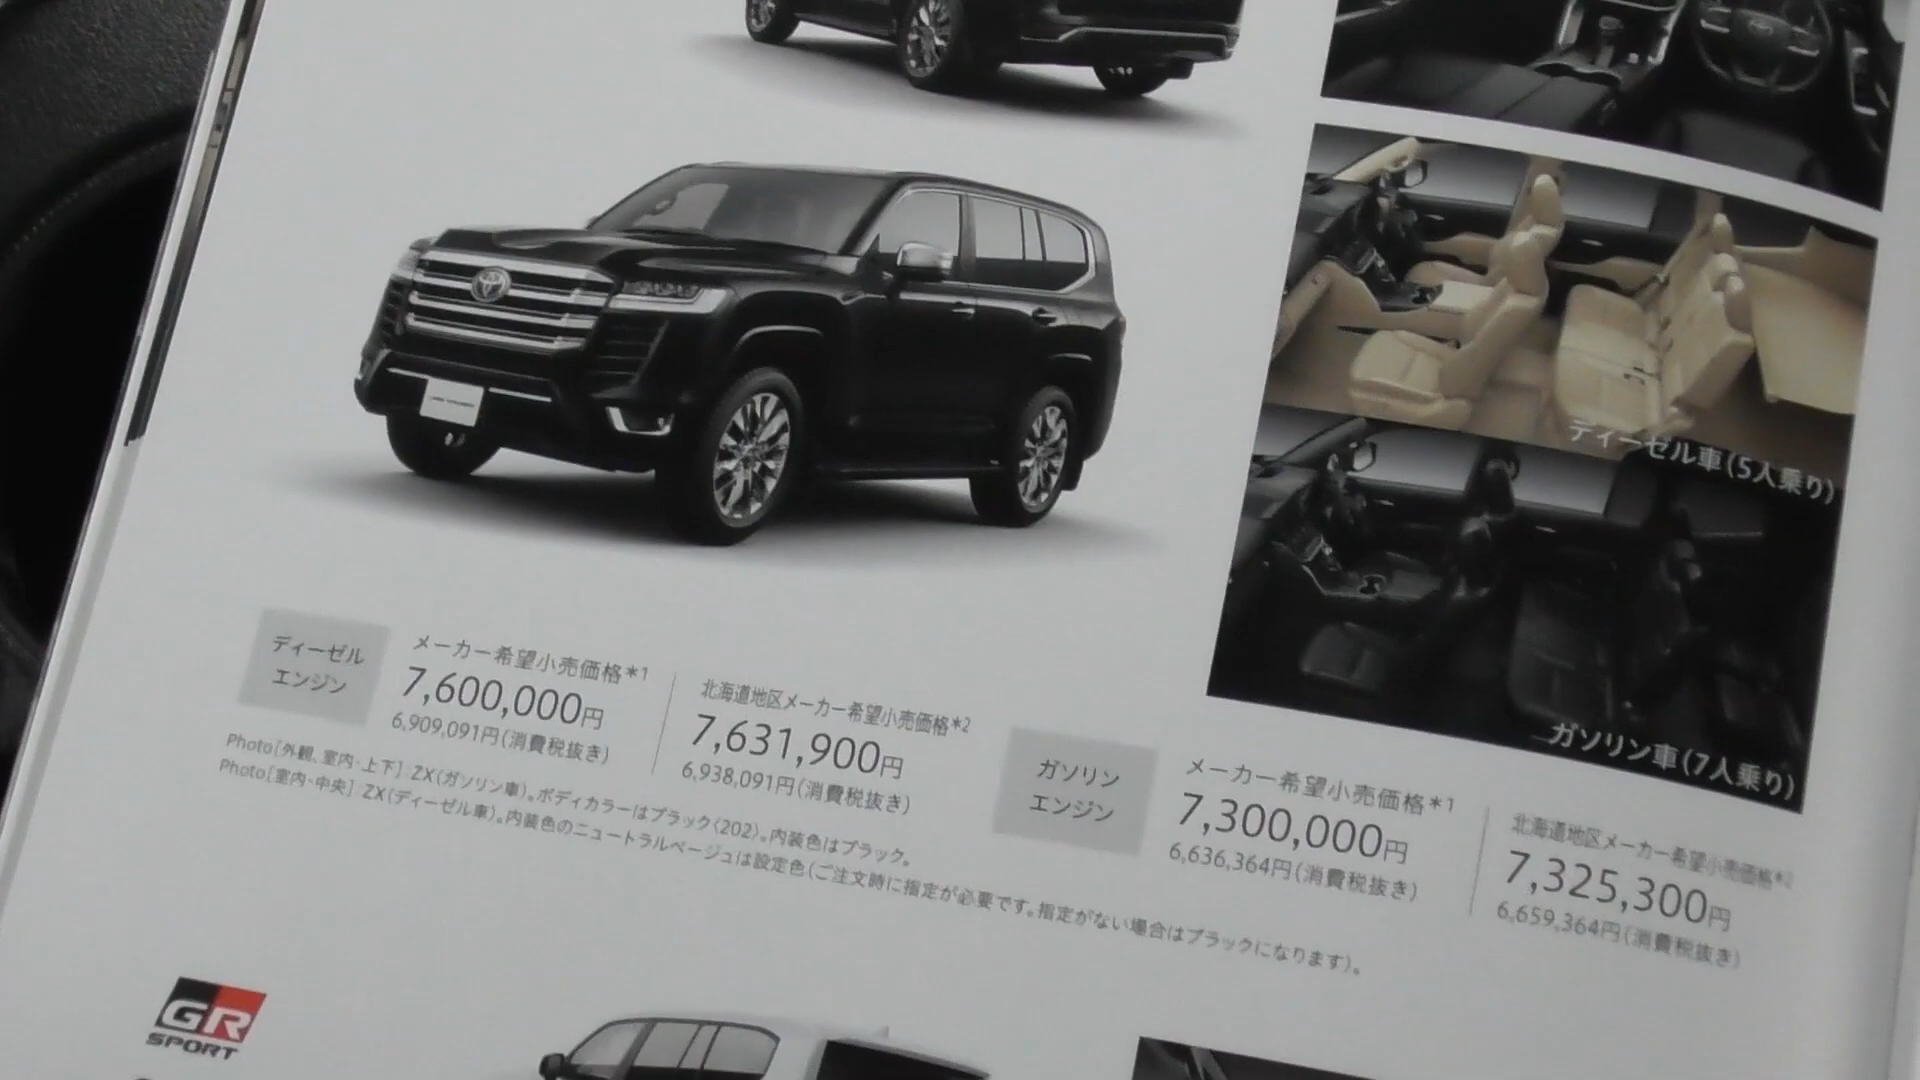 ディーゼル車(5人乗り)
ガソリン車(7人乗り)
ディーゼル
エンジン
メーカー希望小売価格*1
7,600,000円
6,909,091円(消費税抜き)
北海道地区メーカー希望小売価格*2
7,631,900円
6,938,091円(消費税抜き)
ガソリン
エンジン
メーカー希望小売価格*1
7,300,000円
6,636,364円(消費税抜き)
北海道地区メーカー希望小売価格*2
7,325,300円
6,659,364円(消費税抜き)
Photo[外観、室内・上下]:ZX(ガソリン車)。ボディカラーはブラック〈202〉。内装色はブラック。
Photo[室内・中央]:ZX(ディーゼル車)。内装色のニュートラルベージュは設定色(ご注文時に指定が必要です。指定がない場合はブラックになります)。
GR
SPORT